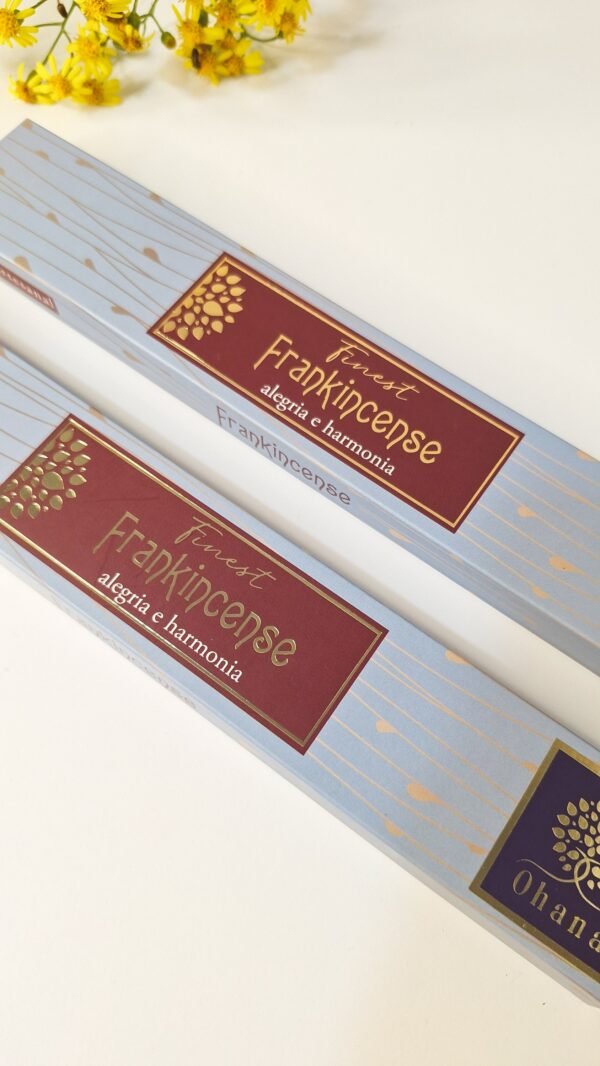 Finest
Frankincense
alegria e harmonia
Frankincense
Finest
Frankincense
alegria e harmonia
Ohana